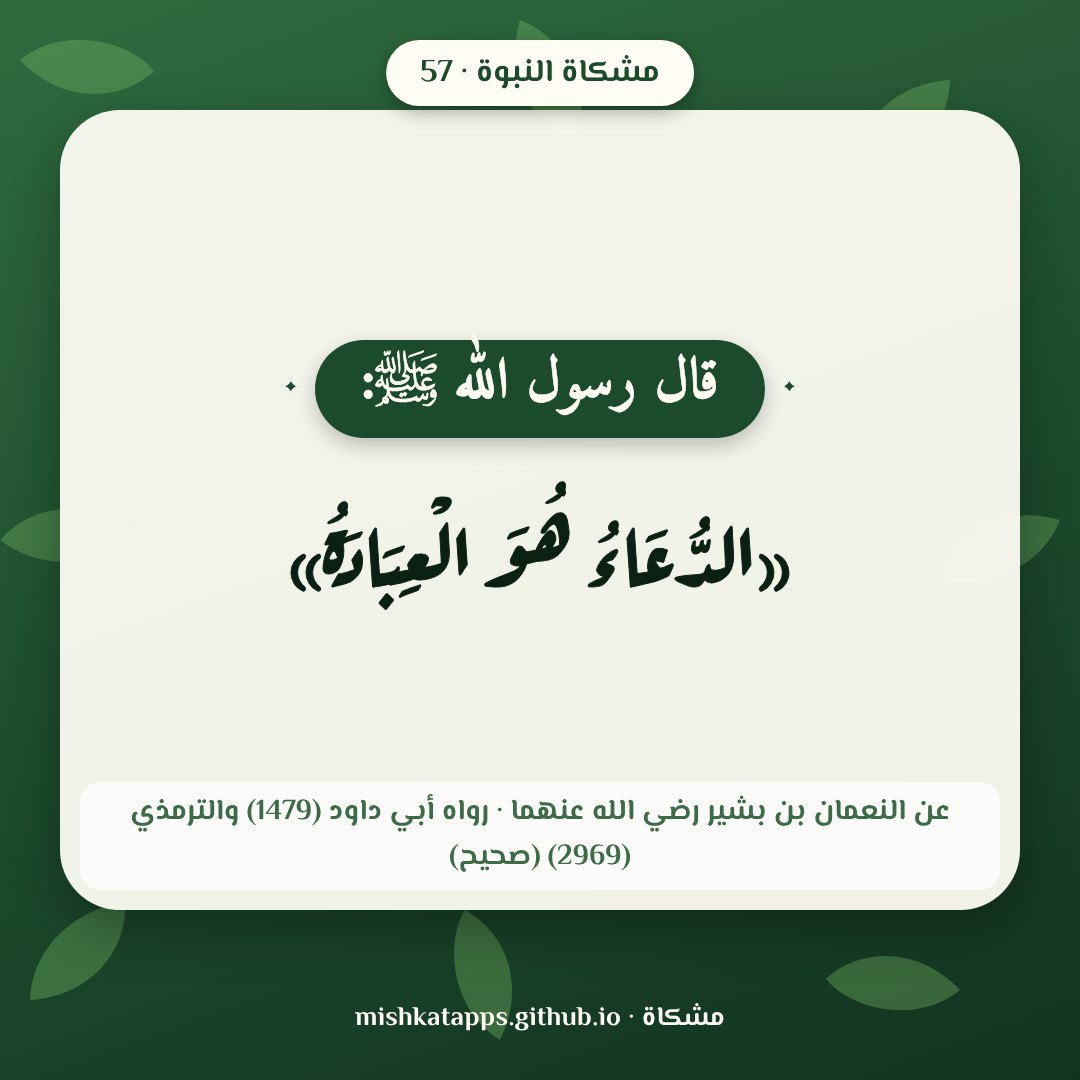 مشكاة النبوة · 57
قال رسول الله ﷺ:
«الدُّعَاءُ هُوَ الْعِبَادَةُ»
عن النعمان بن بشير رضي الله عنهما · رواه أبي داود (1479) والترمذي
(2969) (صحيح)
مشكاة · mishkatapps.github.io